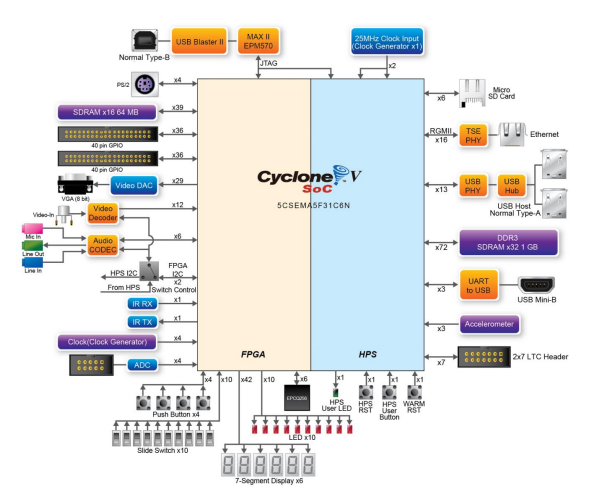 Normal Type-B
USB Blaster II
MAX II
EPM570
25MHz Clock Input
(Clock Generator x1)
JTAG
x2
PS/2
x4
x6
Micro
SD Card
SDRAM x16 64 MB
x39
40 pin GPIO
x36
RGMII
x16
TSE
PHY
Ethernet
40 pin GPIO
x36
VGA (8 bit)
Video DAC
x29
Cyclone V
SoC
5CSEMA5F31C6N
x13
USB
PHY
USB
Hub
USB Host
Normal Type-A
Video-In
Video
Decoder
x12
Mic In
Line Out
Line In
Audio
CODEC
x6
x72
DDR3
SDRAM x32 1 GB
HPS I2C
FPGA
I2C
x2
From HPS
Switch Control
x3
UART
to USB
USB Mini-B
IR RX
x1
IR TX
x1
x3
Accelerometer
Clock(Clock Generator)
x4
ADC
x4
FPGA
HPS
x7
2x7 LTC Header
x4
x10
x42
x10
x6
x1
x1
x1
x1
EPCQ256
Push Button x4
HPS
User LED
HPS
RST
HPS
User
Button
WARM
RST
LED x10
Slide Switch x10
7-Segment Display x6